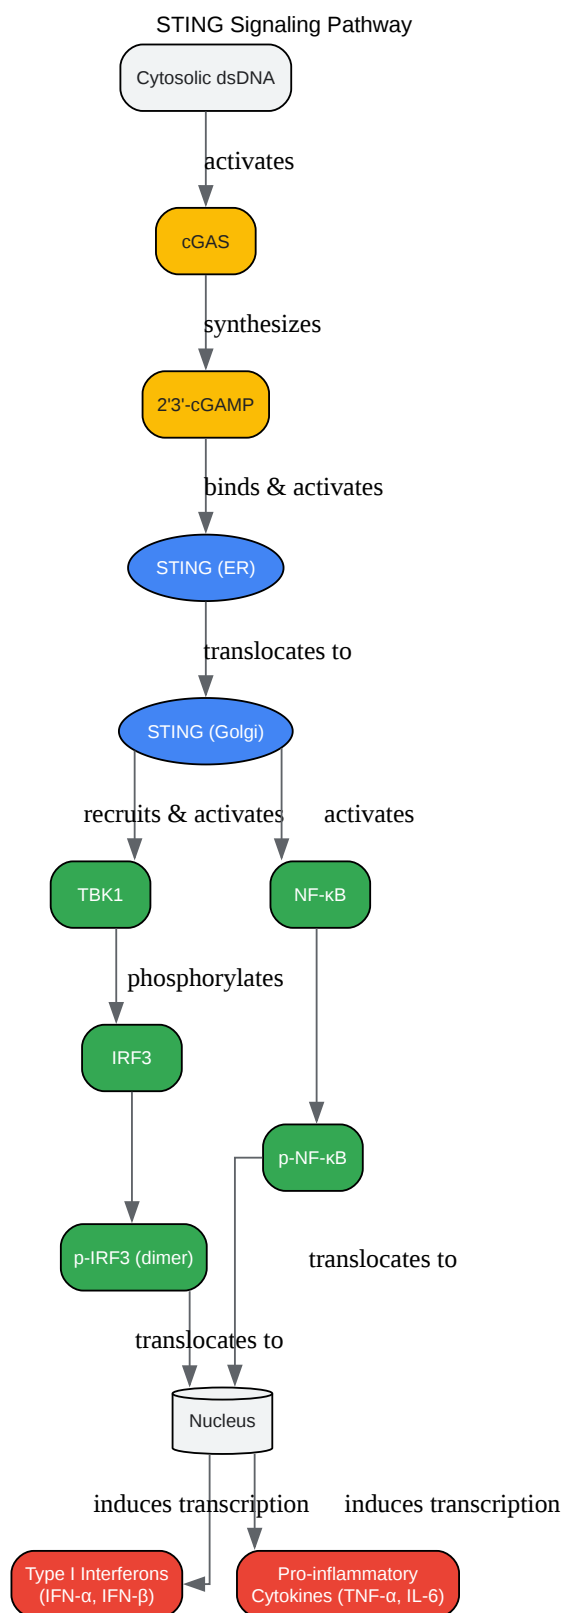 STING Signaling Pathway
Cytosolic dsDNA
activates
cGAS
synthesizes
2'3'-cGAMP
binds & activates
STING (ER)
translocates to
STING (Golgi)
recruits & activates
activates
TBK1
NF-κB
phosphorylates
IRF3
p-NF-κB
p-IRF3 (dimer)
translocates to
translocates to
Nucleus
induces transcription
induces transcription
Type I Interferons
(IFN-α, IFN-β)
Pro-inflammatory
Cytokines (TNF-α, IL-6)